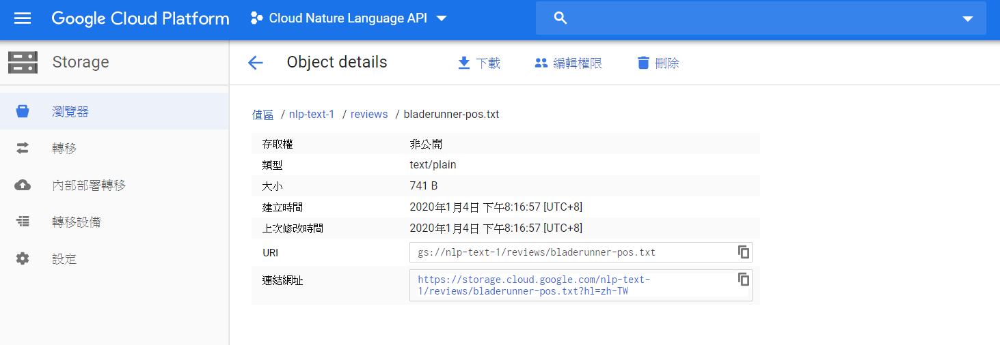 Google Cloud Platform
Cloud Nature Language API
Storage
Object details
下載
編輯權限
刪除
瀏覽器
轉移
內部部署轉移
轉移設備
設定
值區 / nlp-text-1 / reviews / bladerunner-pos.txt
存取權 非公開
類型 text/plain
大小 741 B
建立時間 2020年1月4日 下午8:16:57 [UTC+8]
上次修改時間 2020年1月4日 下午8:16:57 [UTC+8]
URI gs://nlp-text-1/reviews/bladerunner-pos.txt
連結網址 https://storage.cloud.google.com/nlp-text-
1/reviews/bladerunner-pos.txt?hl=zh-TW